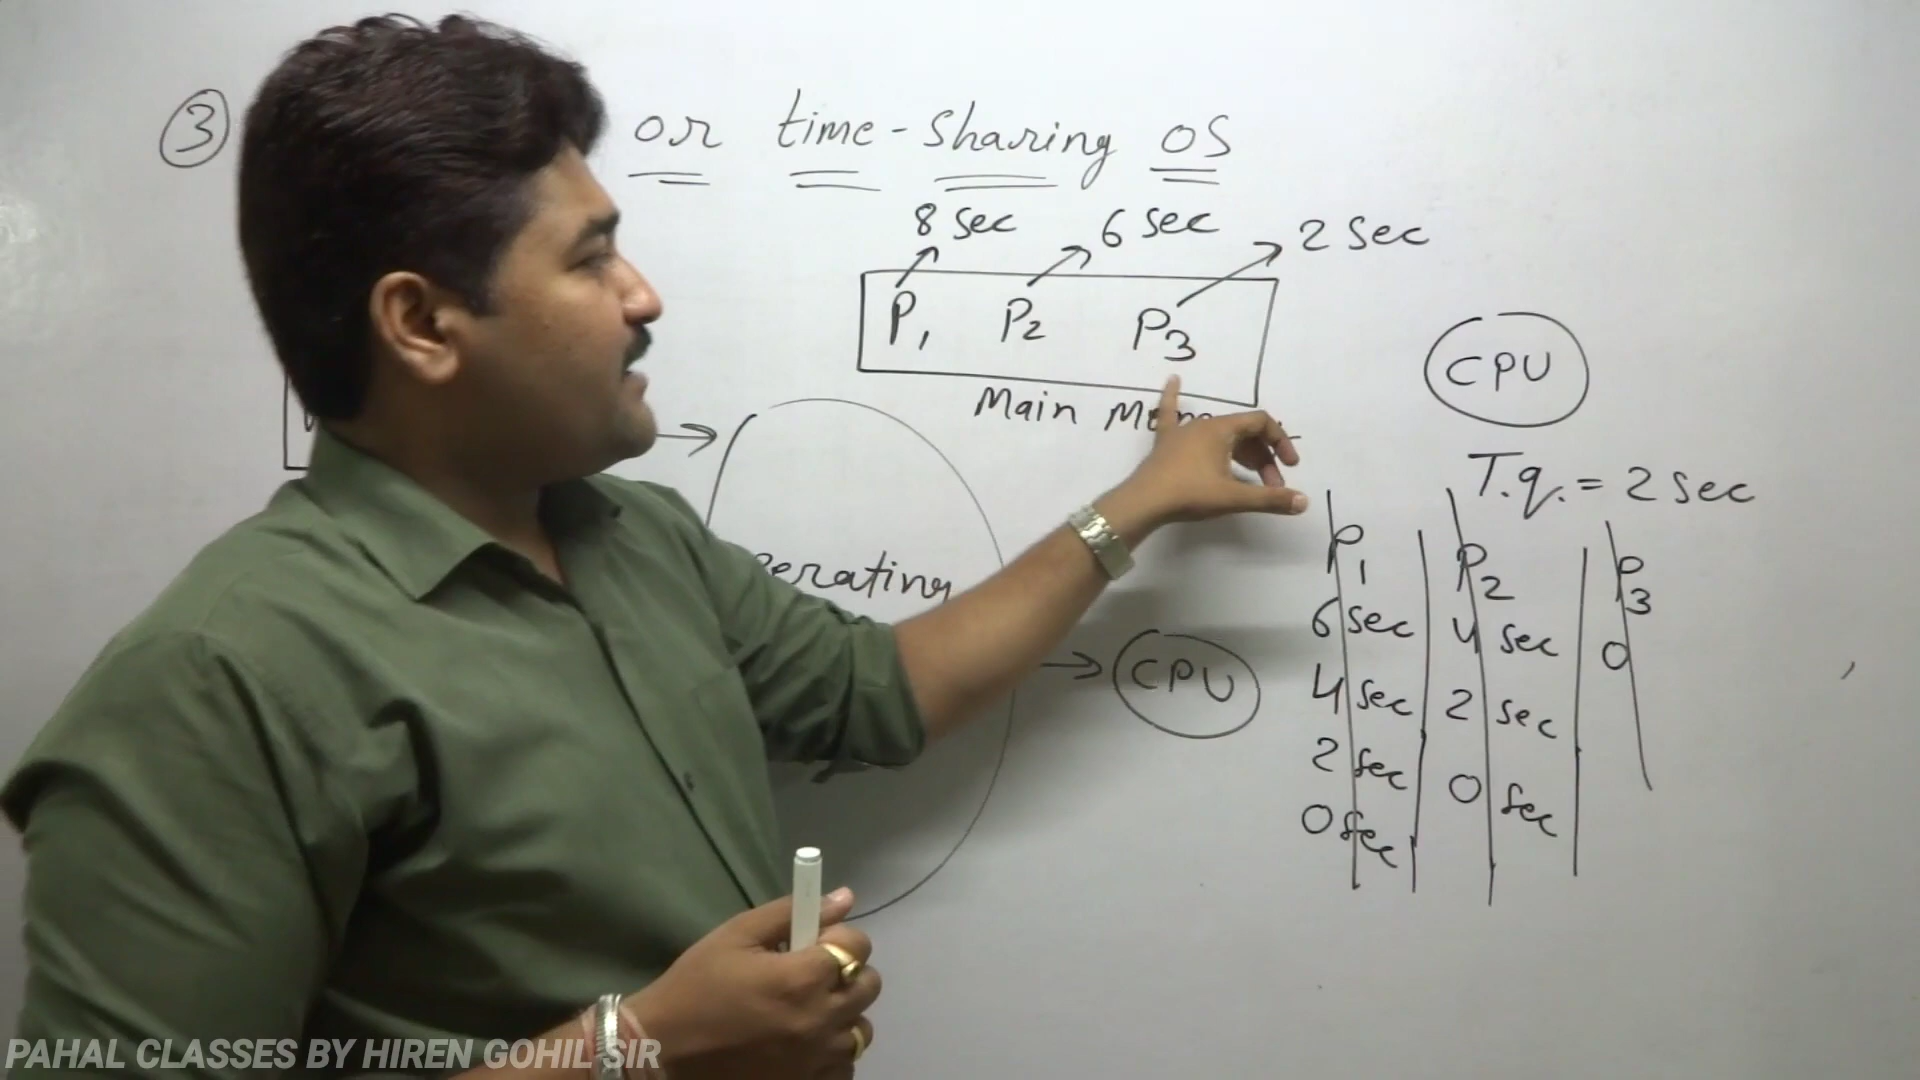 ③ or time-sharing OS
8 sec 6 sec 2 sec
P1 P2 P3
Main
CPU
T.q. = 2 sec
P1 P2 P3
6 sec 4 sec 0
4 sec 2 sec
2 sec 0 sec
0 sec
CPU
PAHAL CLASSES BY HIREN GOHIL SIR